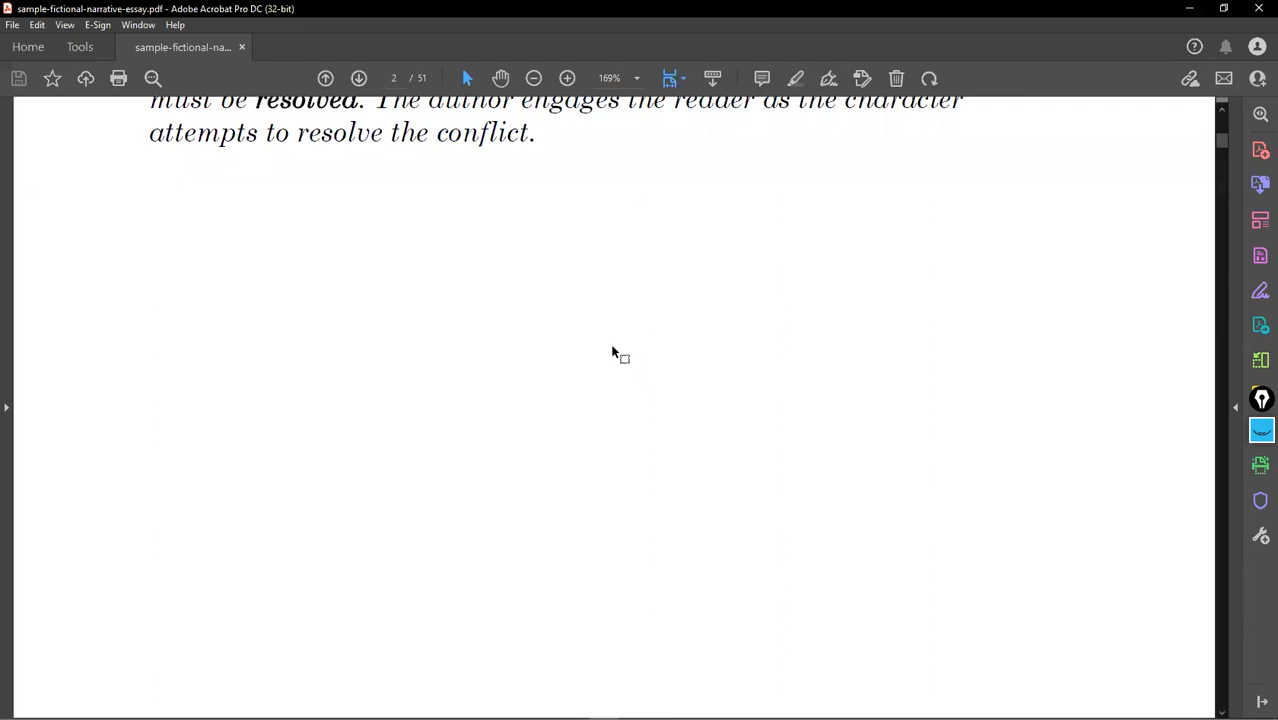 sample-fictional-narrative-essay.pdf - Adobe Acrobat Pro DC (32-bit)
File Edit View E-Sign Window Help
Home Tools sample-fictional-na... ×
2 / 51 169%
must be resolved. The author engages the reader as the character
attempts to resolve the conflict.